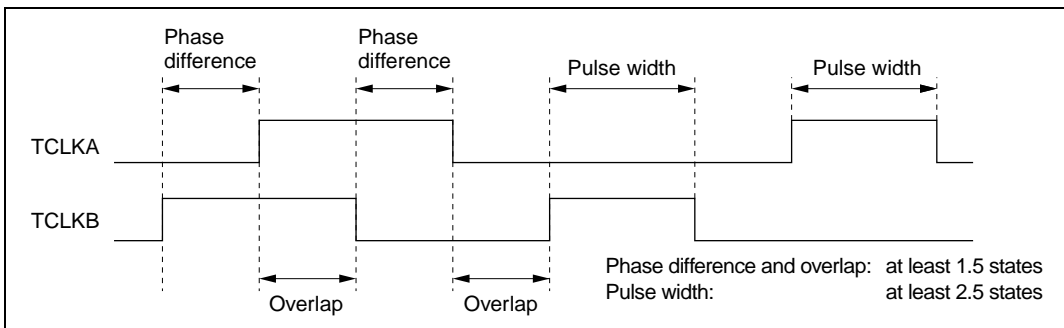 Phase
difference
Phase
difference
Pulse width
Pulse width
TCLKA
TCLKB
Overlap
Overlap
Phase difference and overlap: at least 1.5 states
Pulse width: at least 2.5 states